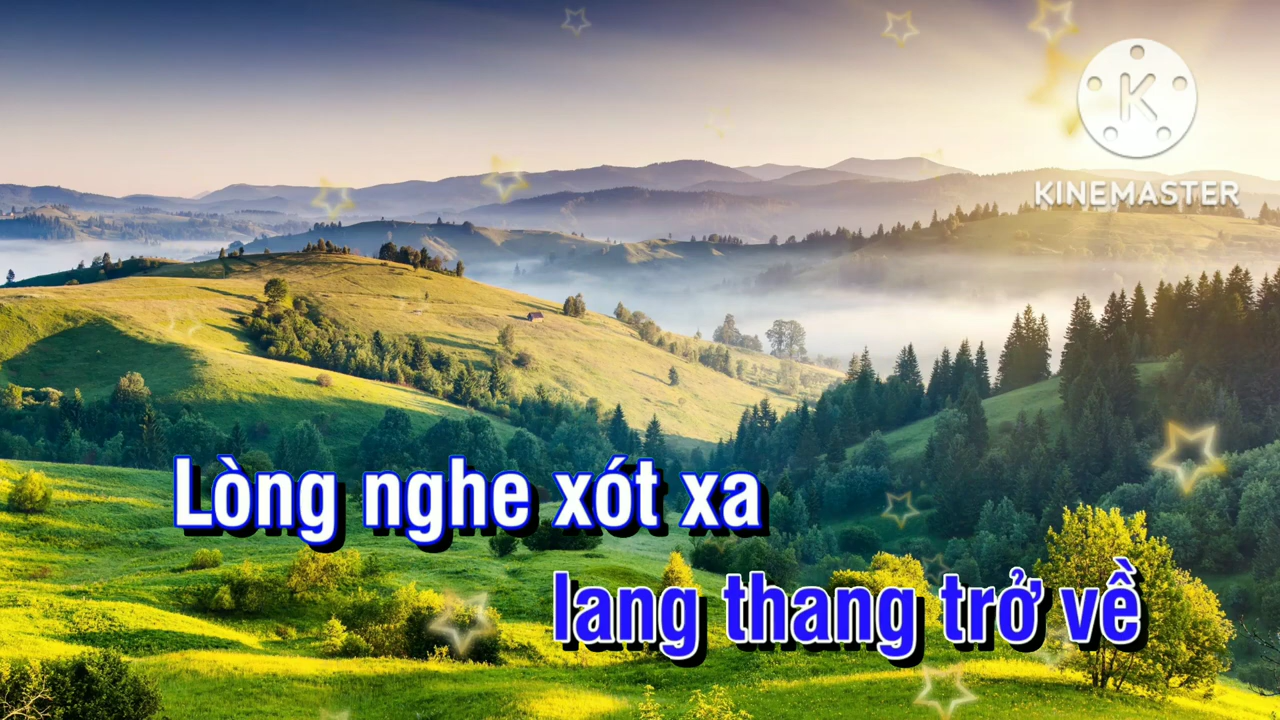 K
KINEMASTER
Lòng nghe xót xa
lang thang trở về